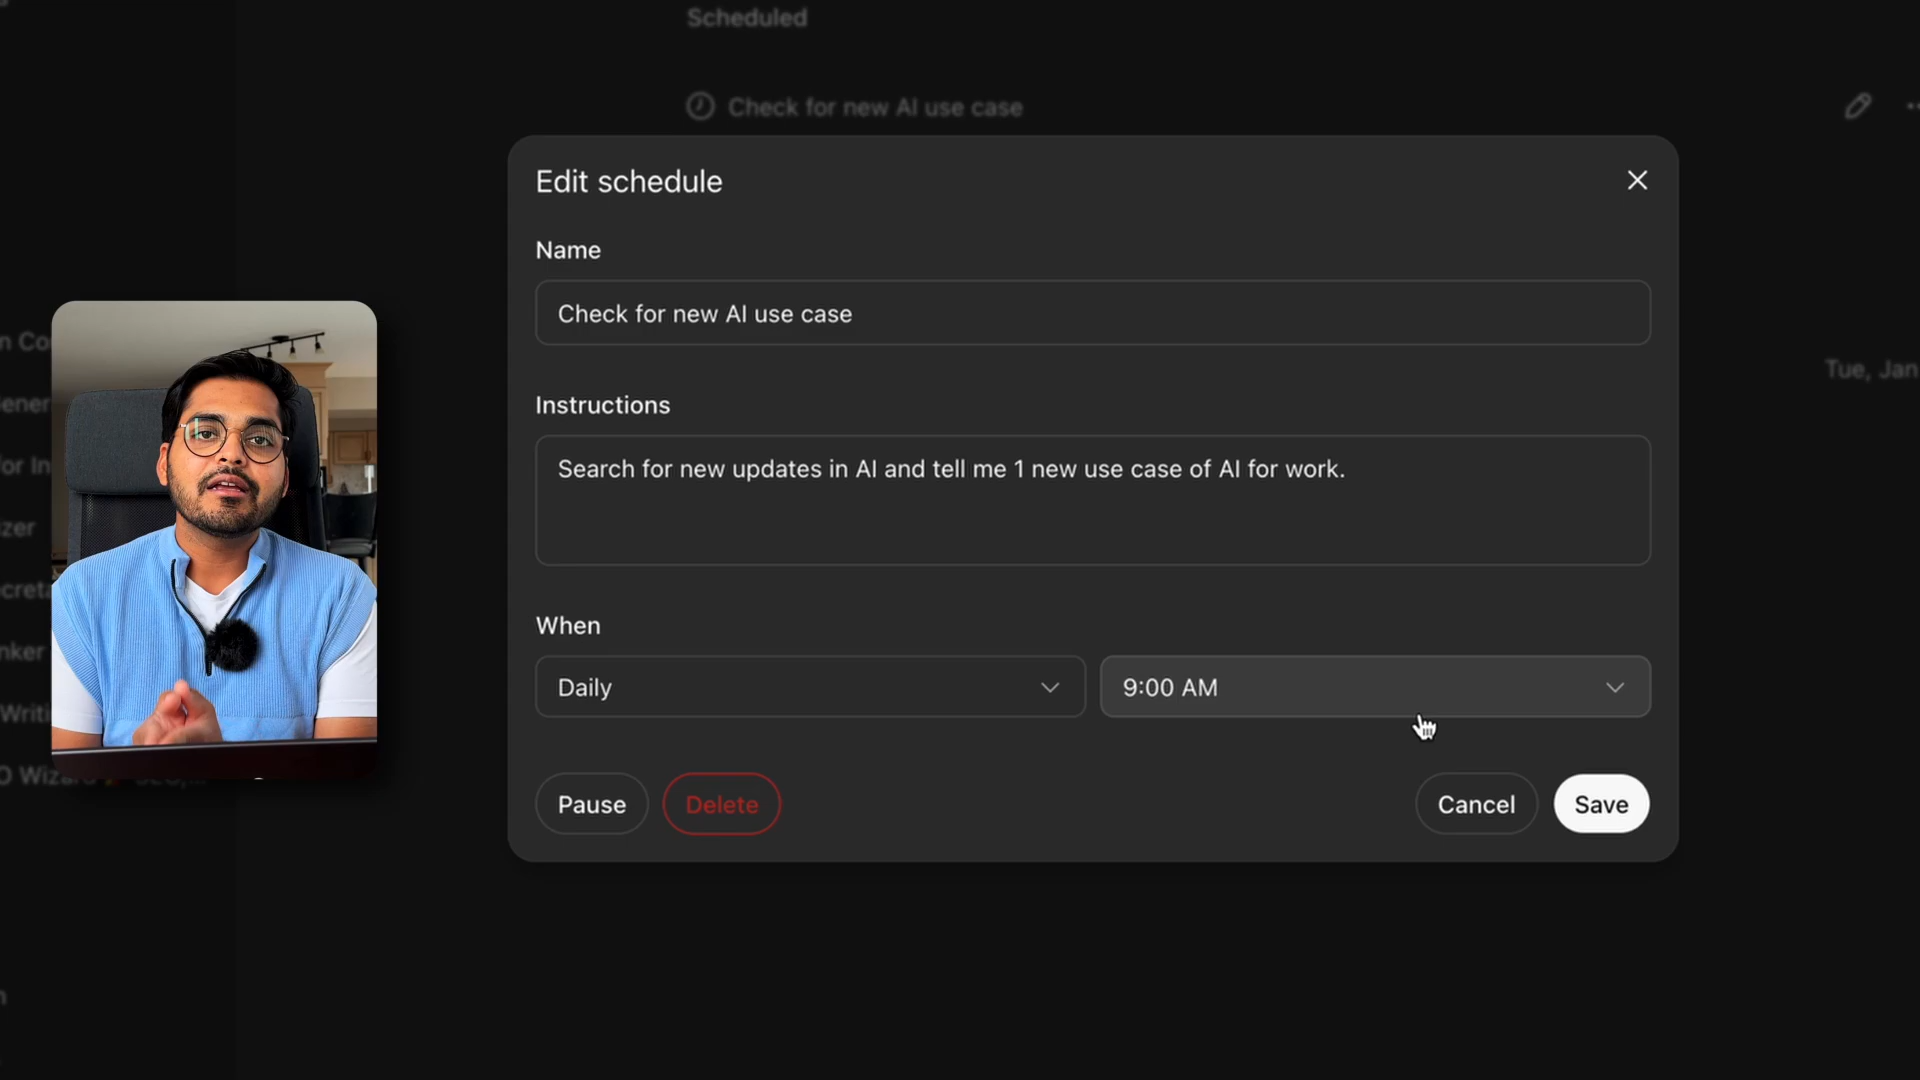 Scheduled
Check for new AI use case
Edit schedule
Name
Check for new AI use case
Instructions
Search for new updates in AI and tell me 1 new use case of AI for work.
When
Daily
9:00 AM
Pause
Delete
Cancel
Save
Tue, Jan